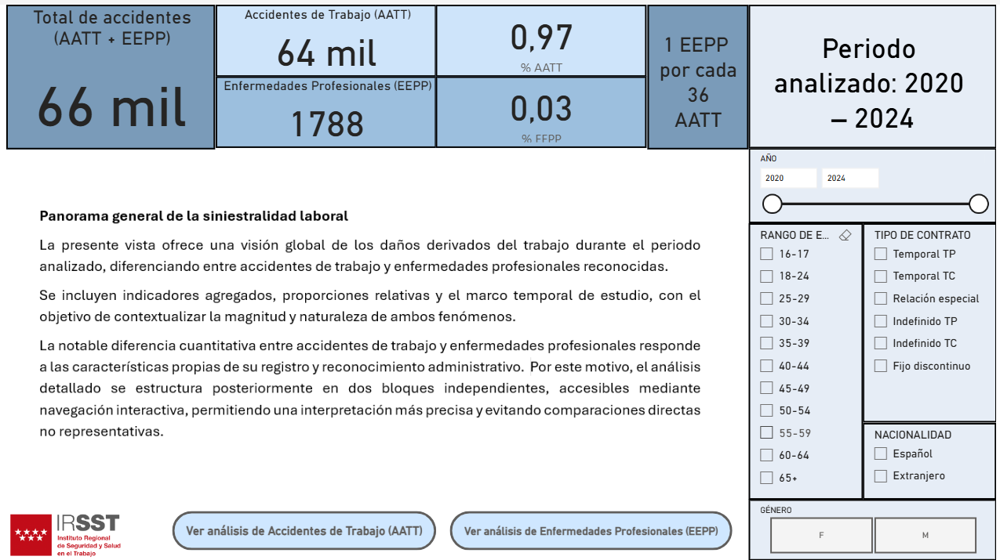 Total de accidentes
(AATT + EEPP)
66 mil
Accidentes de Trabajo (AATT)
64 mil
Enfermedades Profesionales (EEPP)
1788
0,97
% AATT
0,03
% EEPP
1 EEPP
por cada
36
AATT
Periodo
analizado: 2020
– 2024
AÑO
2020
2024
Panorama general de la siniestralidad laboral
La presente vista ofrece una visión global de los daños derivados del trabajo durante el periodo
analizado, diferenciando entre accidentes de trabajo y enfermedades profesionales reconocidas.
Se incluyen indicadores agregados, proporciones relativas y el marco temporal de estudio, con el
objetivo de contextualizar la magnitud y naturaleza de ambos fenómenos.
La notable diferencia cuantitativa entre accidentes de trabajo y enfermedades profesionales responde
a las características propias de su registro y reconocimiento administrativo. Por este motivo, el análisis
detallado se estructura posteriormente en dos bloques independientes, accesibles mediante
navegación interactiva, permitiendo una interpretación más precisa y evitando comparaciones directas
no representativas.
RANGO DE E...
16-17
18-24
25-29
30-34
35-39
40-44
45-49
50-54
55-59
60-64
65+
TIPO DE CONTRATO
Temporal TP
Temporal TC
Relación especial
Indefinido TP
Indefinido TC
Fijo discontinuo
NACIONALIDAD
Español
Extranjero
GÉNERO
F
M
IRSST
Instituto Regional
de Seguridad y Salud
en el Trabajo
Ver análisis de Accidentes de Trabajo (AATT)
Ver análisis de Enfermedades Profesionales (EEPP)